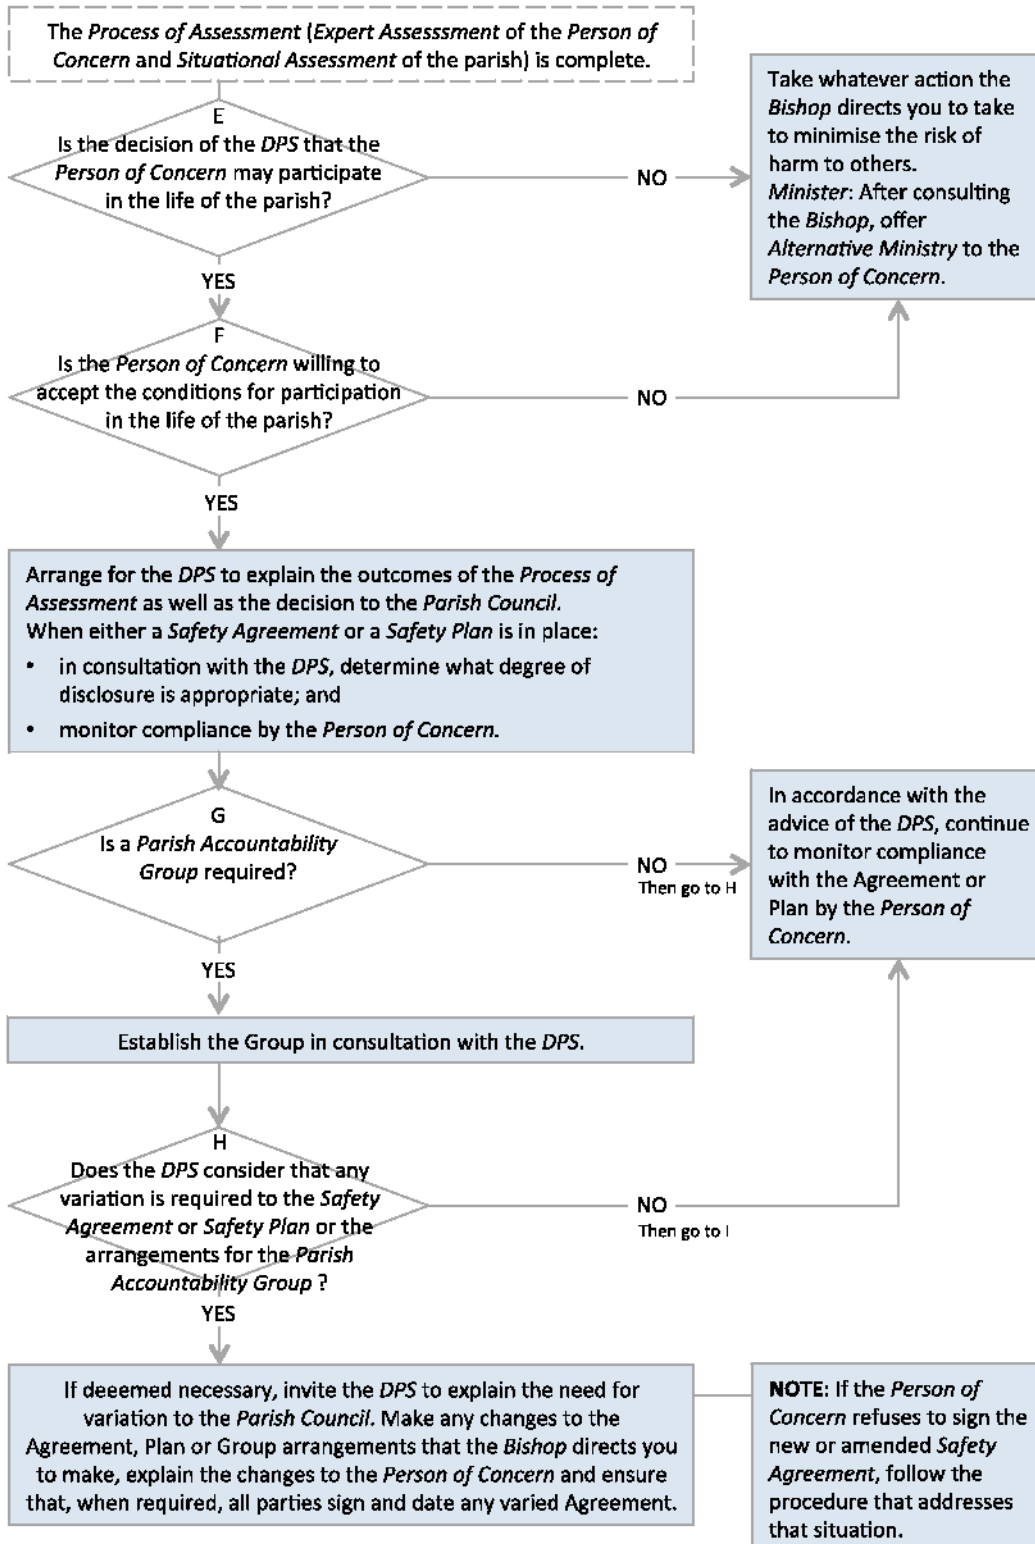 The Process of Assessment (Expert Assesssment of the Person of
Concern and Situational Assessment of the parish) is complete.
E
Is the decision of the DPS that the
Person of Concern may participate
in the life of the parish?
NO
Take whatever action the
Bishop directs you to take
to minimise the risk of
harm to others.
Minister: After consulting
the Bishop, offer
Alternative Ministry to the
Person of Concern.
YES
F
Is the Person of Concern willing to
accept the conditions for participation
in the life of the parish?
NO
YES
Arrange for the DPS to explain the outcomes of the Process of
Assessment as well as the decision to the Parish Council.
When either a Safety Agreement or a Safety Plan is in place:
• in consultation with the DPS, determine what degree of
disclosure is appropriate; and
• monitor compliance by the Person of Concern.
G
Is a Parish Accountability
Group required?
NO
Then go to H
In accordance with the
advice of the DPS, continue
to monitor compliance
with the Agreement or
Plan by the Person of
Concern.
YES
Establish the Group in consultation with the DPS.
H
Does the DPS consider that any
variation is required to the Safety
Agreement or Safety Plan or the
arrangements for the Parish
Accountability Group ?
NO
Then go to I
YES
If deeemed necessary, invite the DPS to explain the need for
variation to the Parish Council. Make any changes to the
Agreement, Plan or Group arrangements that the Bishop directs you
to make, explain the changes to the Person of Concern and ensure
that, when required, all parties sign and date any varied Agreement.
NOTE: If the Person of
Concern refuses to sign the
new or amended Safety
Agreement, follow the
procedure that addresses
that situation.